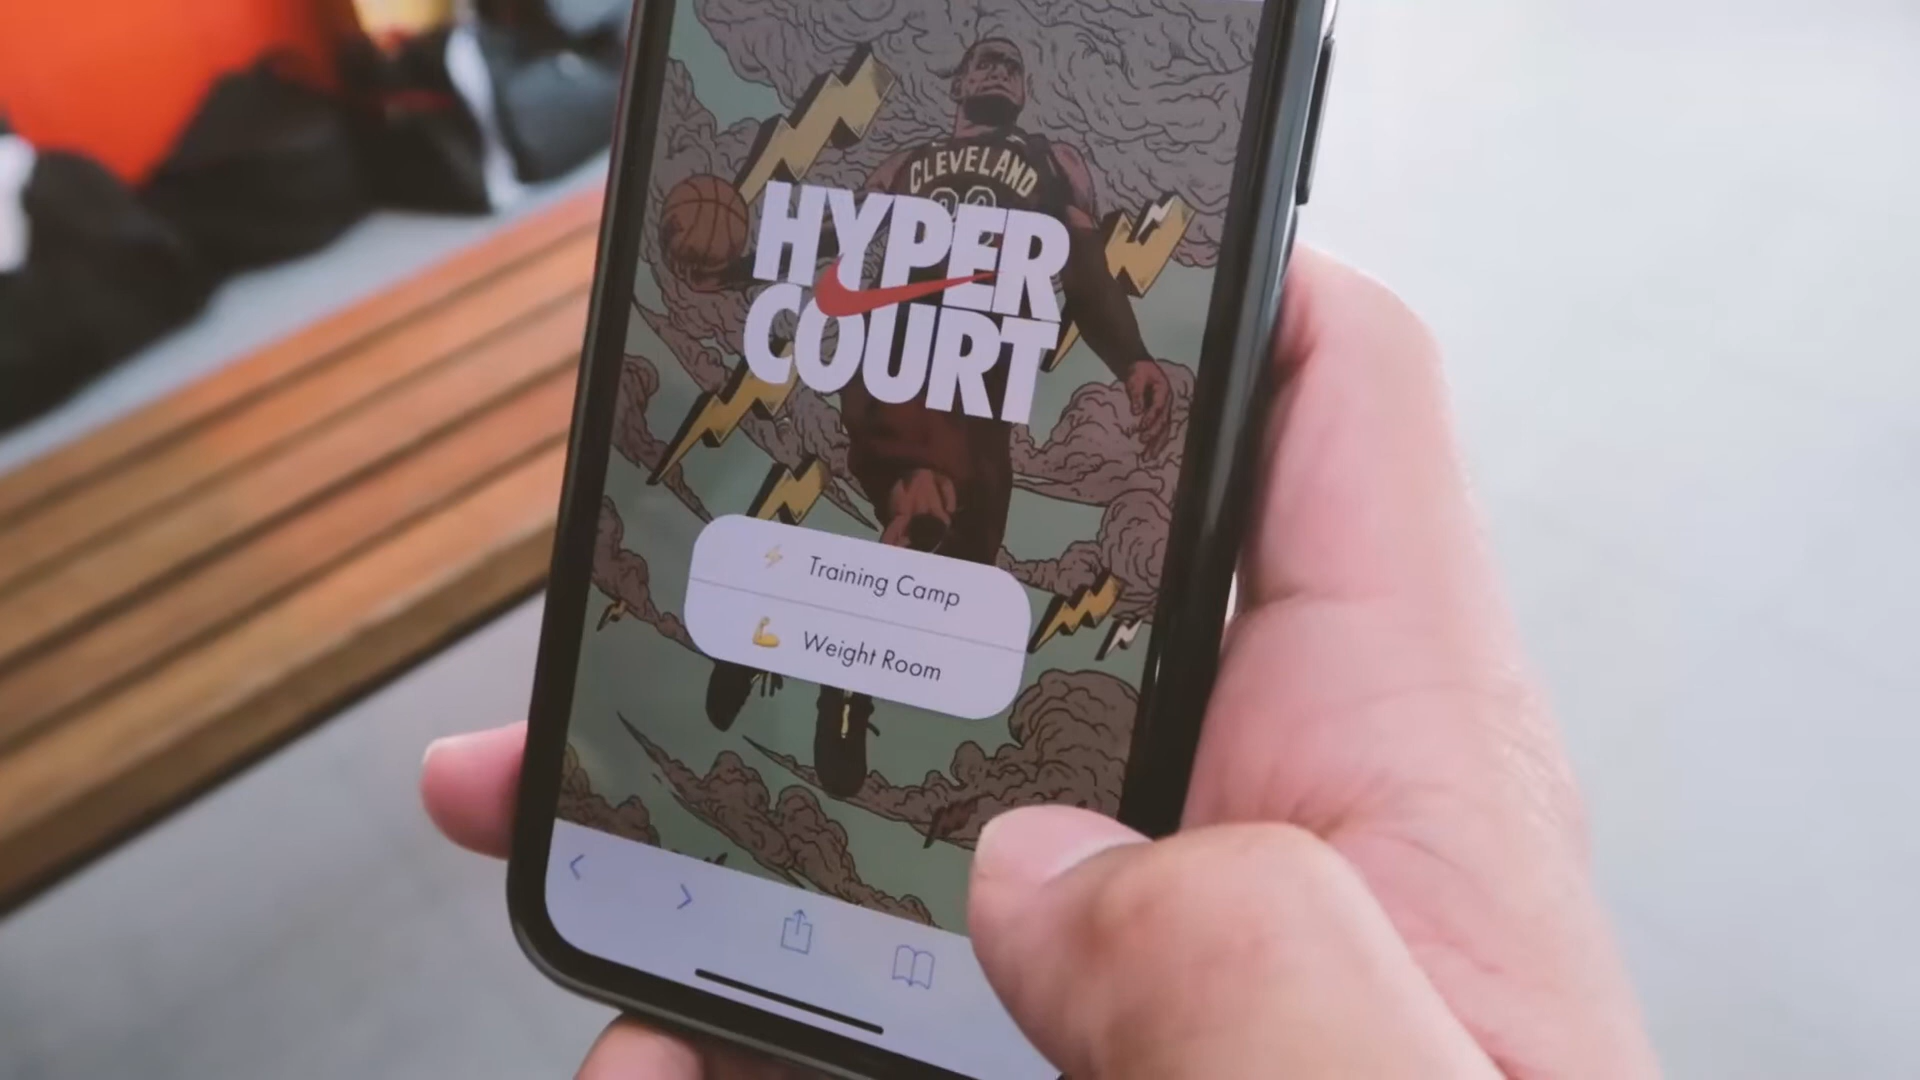 CLEVELAND
HYPER
COURT
Training Camp
Weight Room